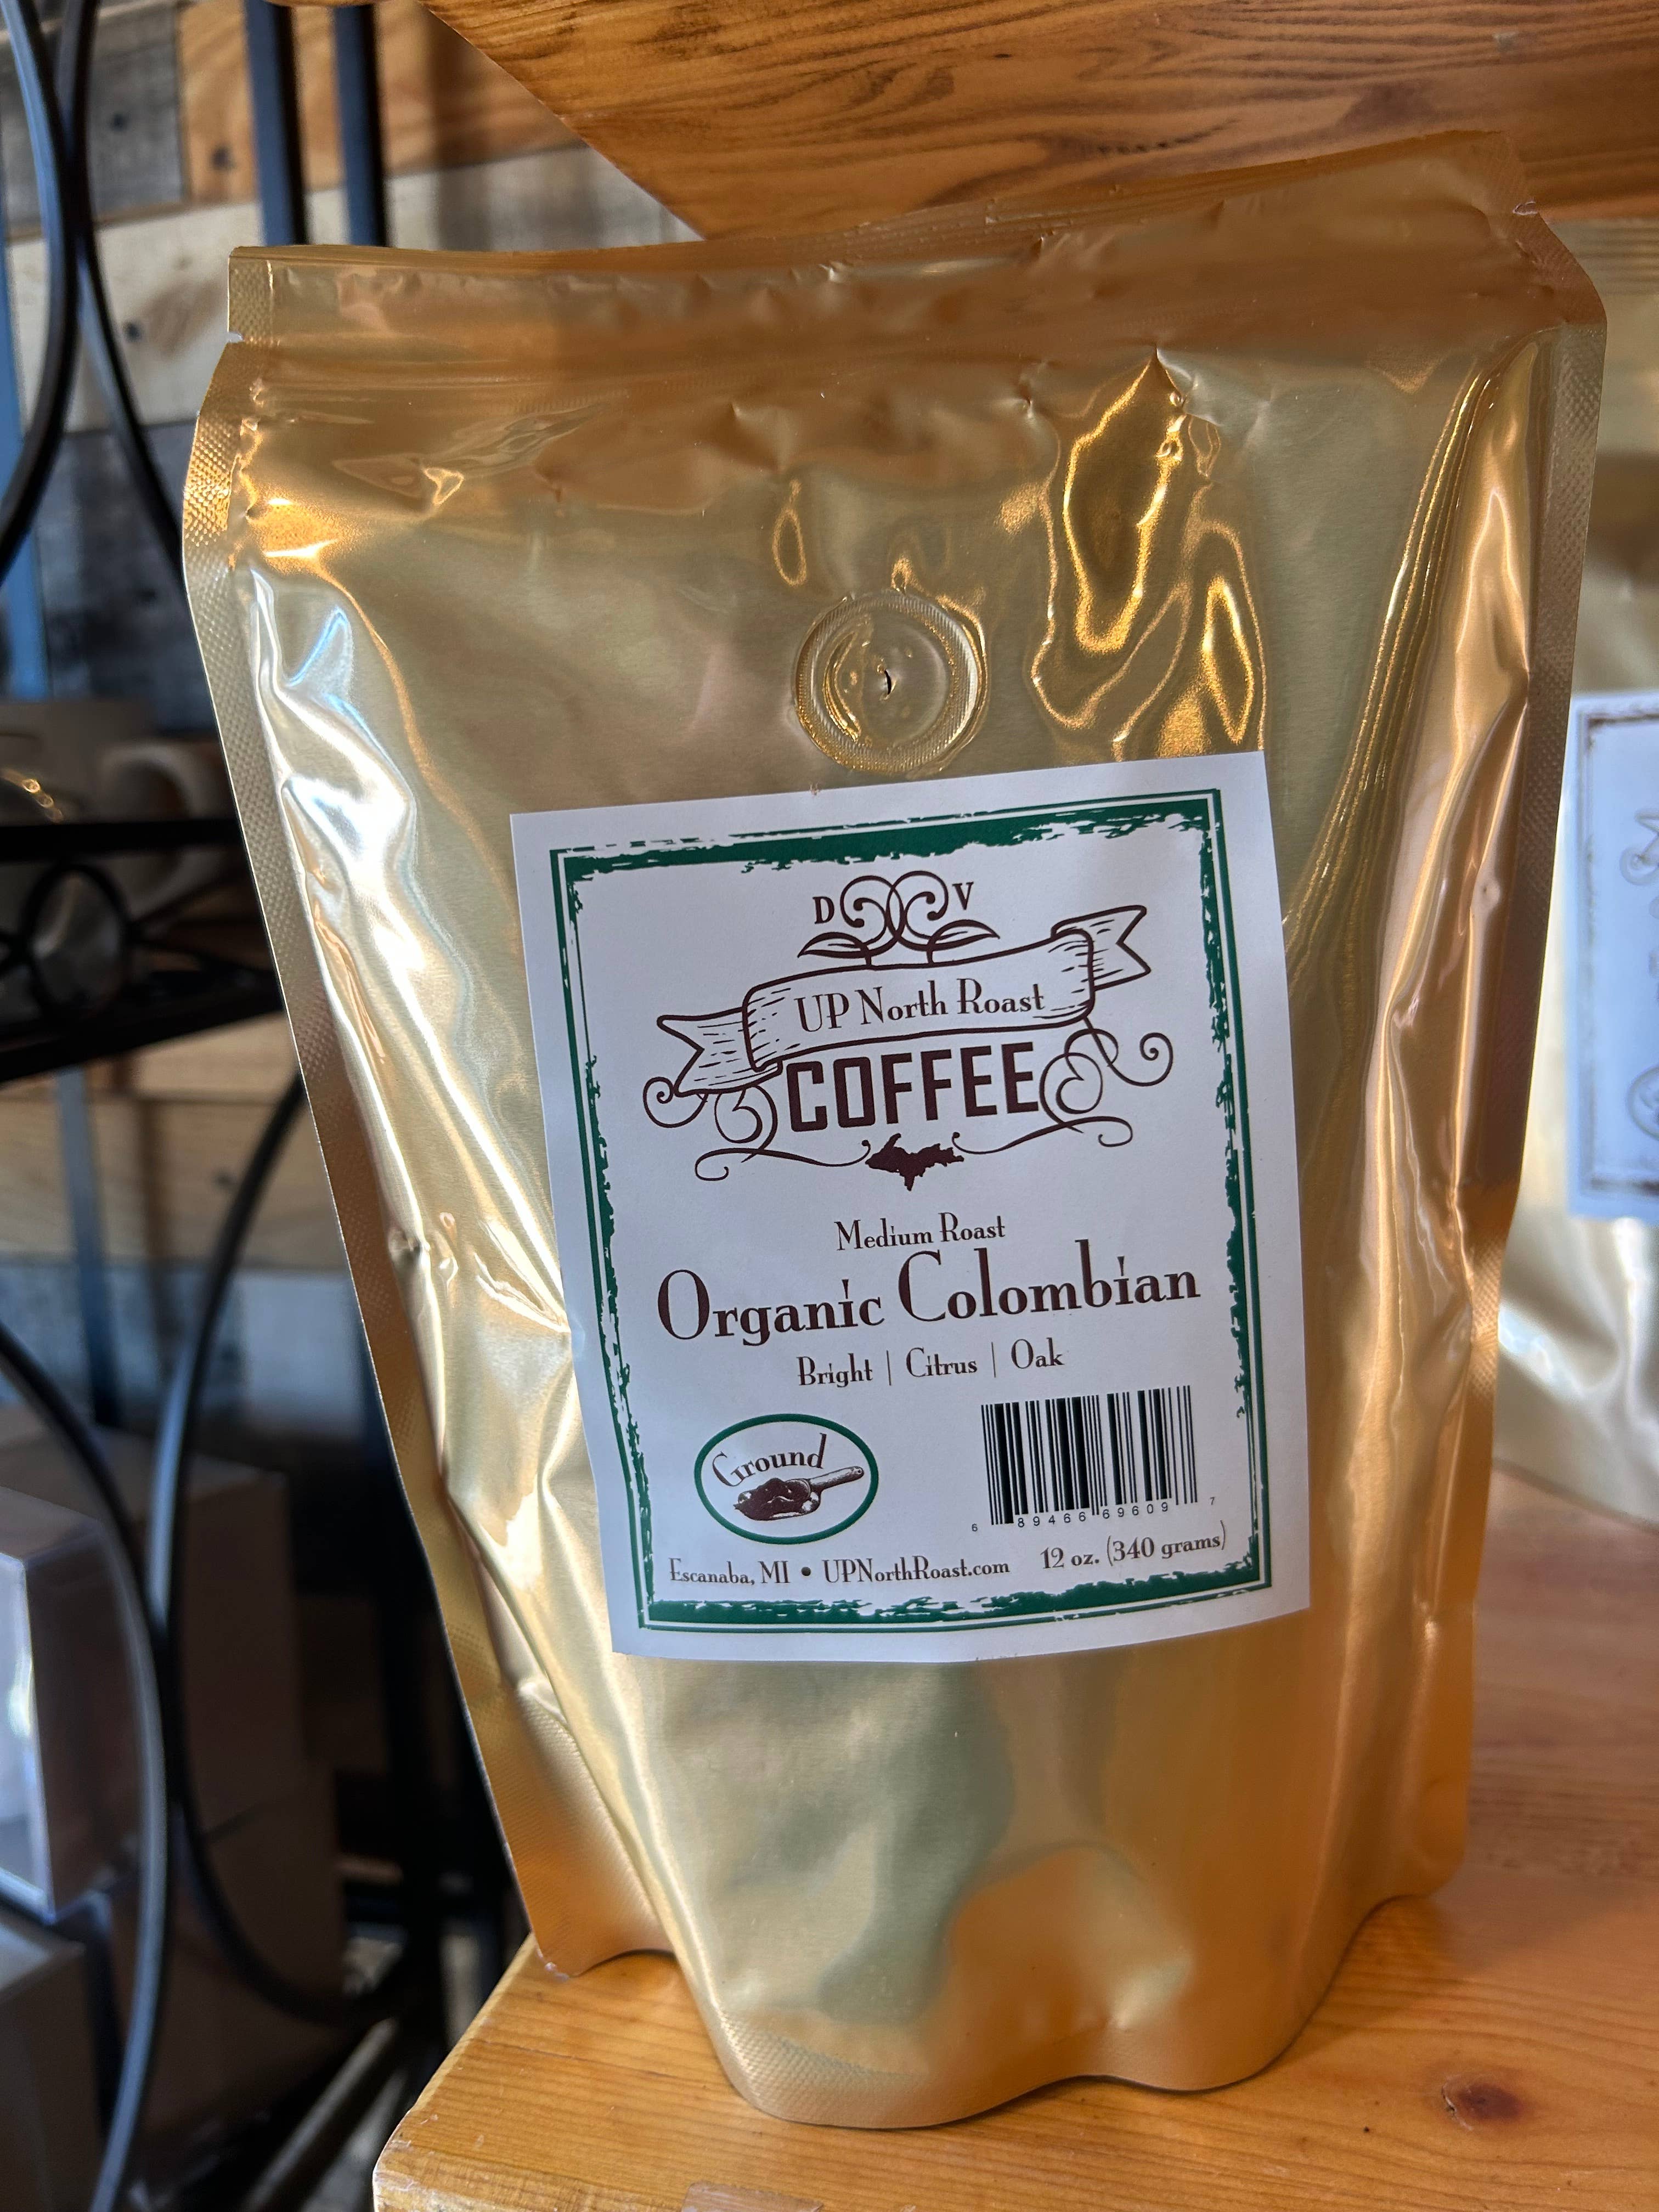 D V
UP North Roast
COFFEE
Medium Roast
Organic Colombian
Bright | Citrus | Oak
Ground
6 89466 69609 7
Escanaba, MI • UPNorthRoast.com 12 oz. (340 grams)